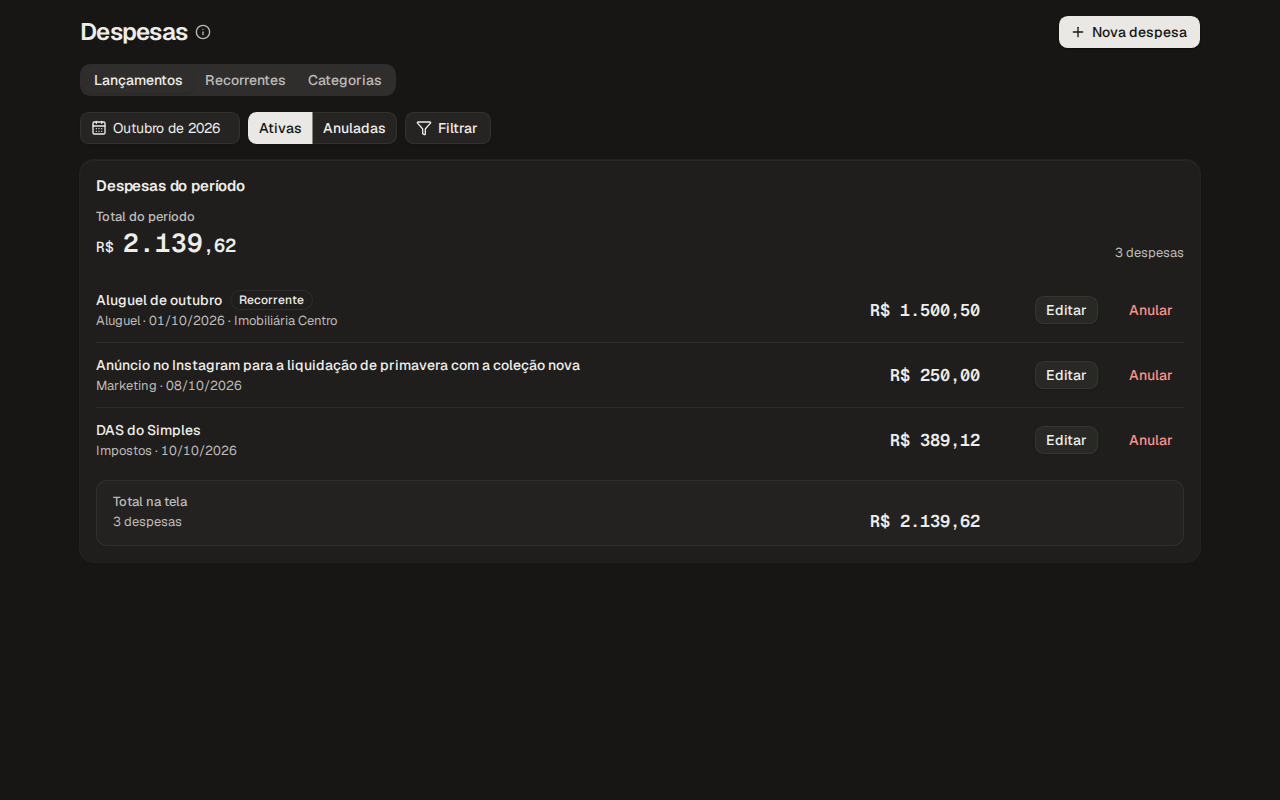 Despesas
Nova despesa
Lançamentos Recorrentes Categorias
Outubro de 2026 Ativas Anuladas Filtrar
Despesas do período
Total do período
R$ 2.139,62
3 despesas
Aluguel de outubro Recorrente
Aluguel · 01/10/2026 · Imobiliária Centro
R$ 1.500,50 Editar Anular
Anúncio no Instagram para a liquidação de primavera com a coleção nova
Marketing · 08/10/2026
R$ 250,00 Editar Anular
DAS do Simples
Impostos · 10/10/2026
R$ 389,12 Editar Anular
Total na tela
3 despesas
R$ 2.139,62